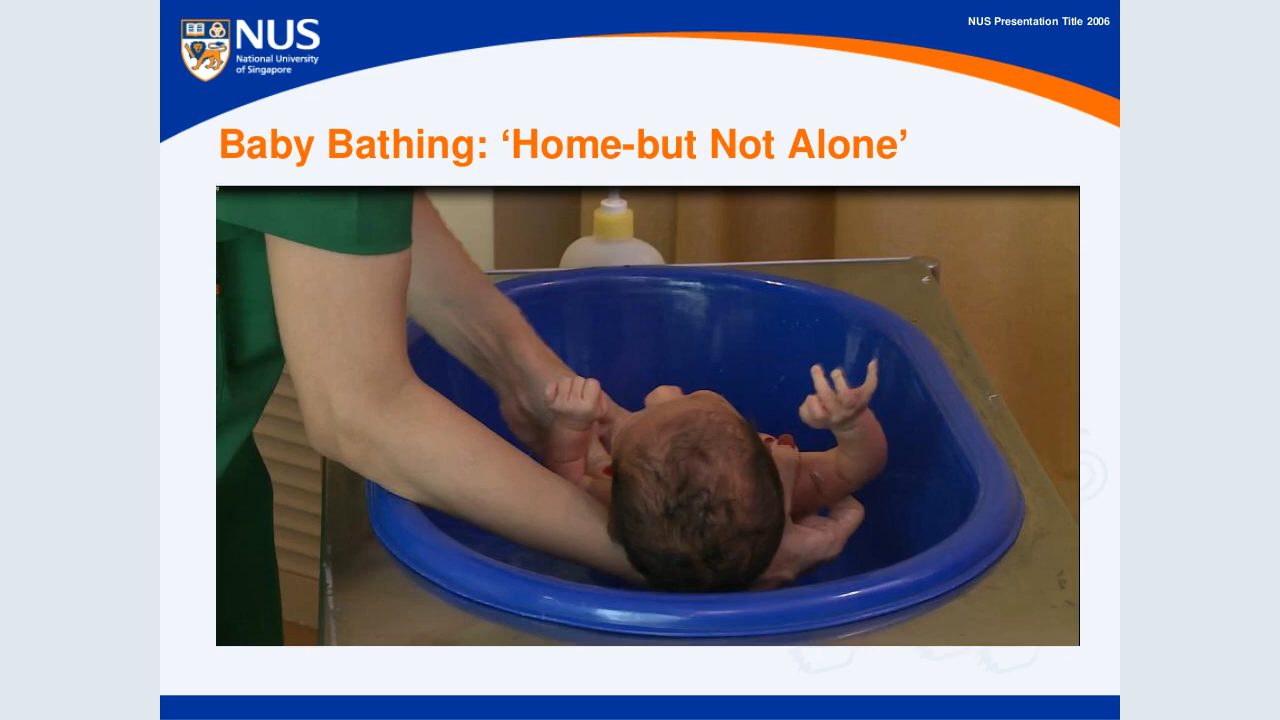 NUS Presentation Title 2006
NUS
National University
of Singapore
Baby Bathing: ‘Home-but Not Alone’